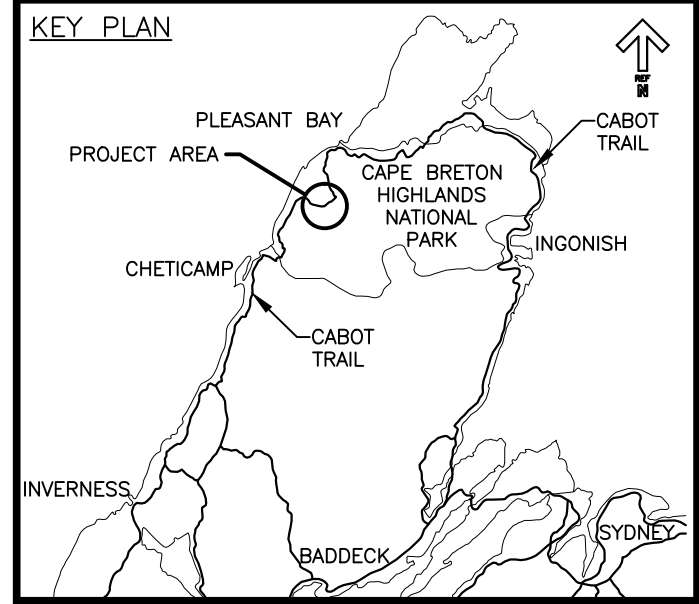 KEY PLAN
REF
N
PLEASANT BAY
CABOT
TRAIL
PROJECT AREA
CAPE BRETON
HIGHLANDS
NATIONAL
PARK
INGONISH
CHETICAMP
CABOT
TRAIL
INVERNESS
SYDNEY
BADDECK